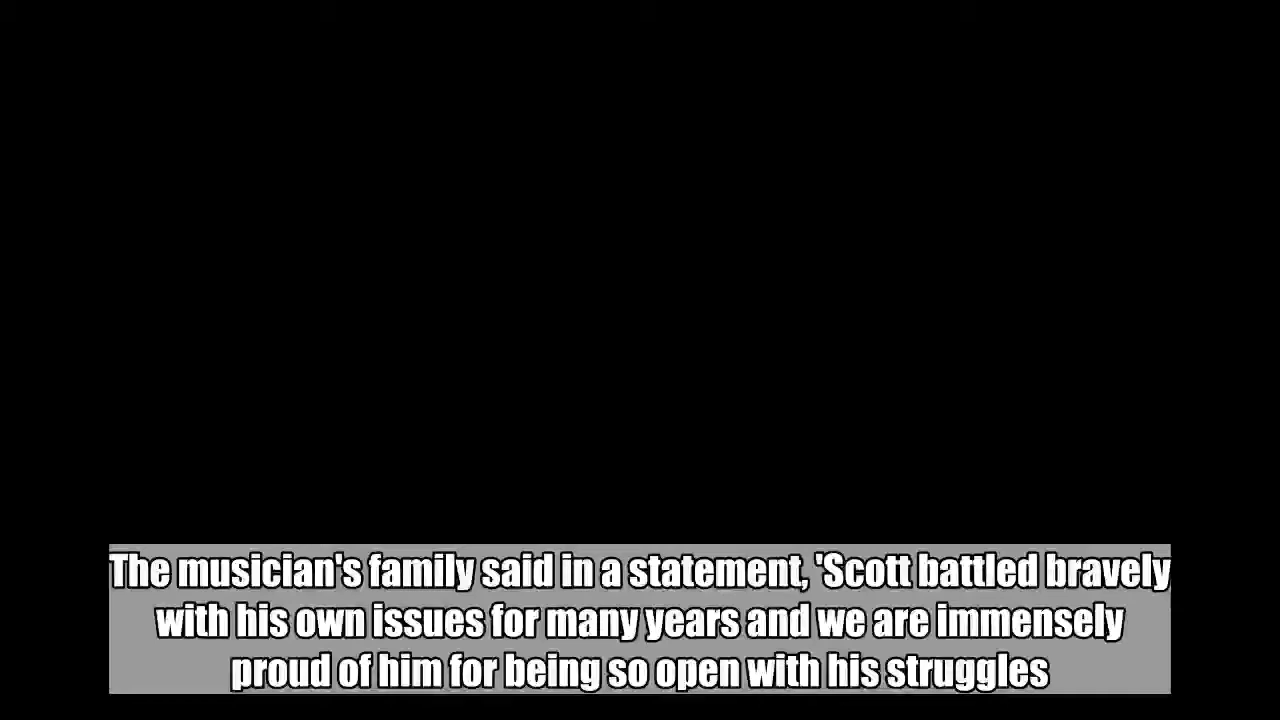 The musician's family said in a statement, 'Scott battled bravely
with his own issues for many years and we are immensely
proud of him for being so open with his struggles